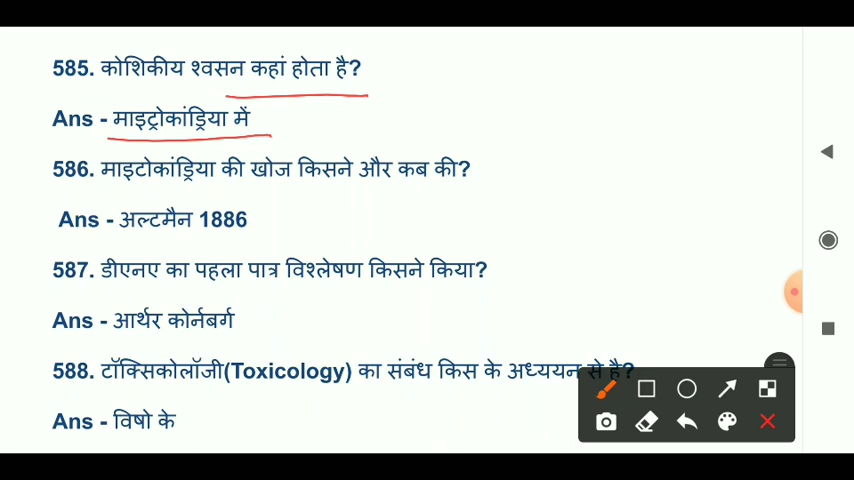 585. कोशिकीय श्वसन कहां होता है?
Ans - माइट्रोकांड्रिया में
586. माइटोकांड्रिया की खोज किसने और कब की?
Ans - अल्टमैन 1886
587. डीएनए का पहला पात्र विश्लेषण किसने किया?
Ans - आर्थर कोर्नबर्ग
588. टॉक्सिकोलॉजी(Toxicology) का संबंध किस के अध्ययन से है?
Ans - विषो के